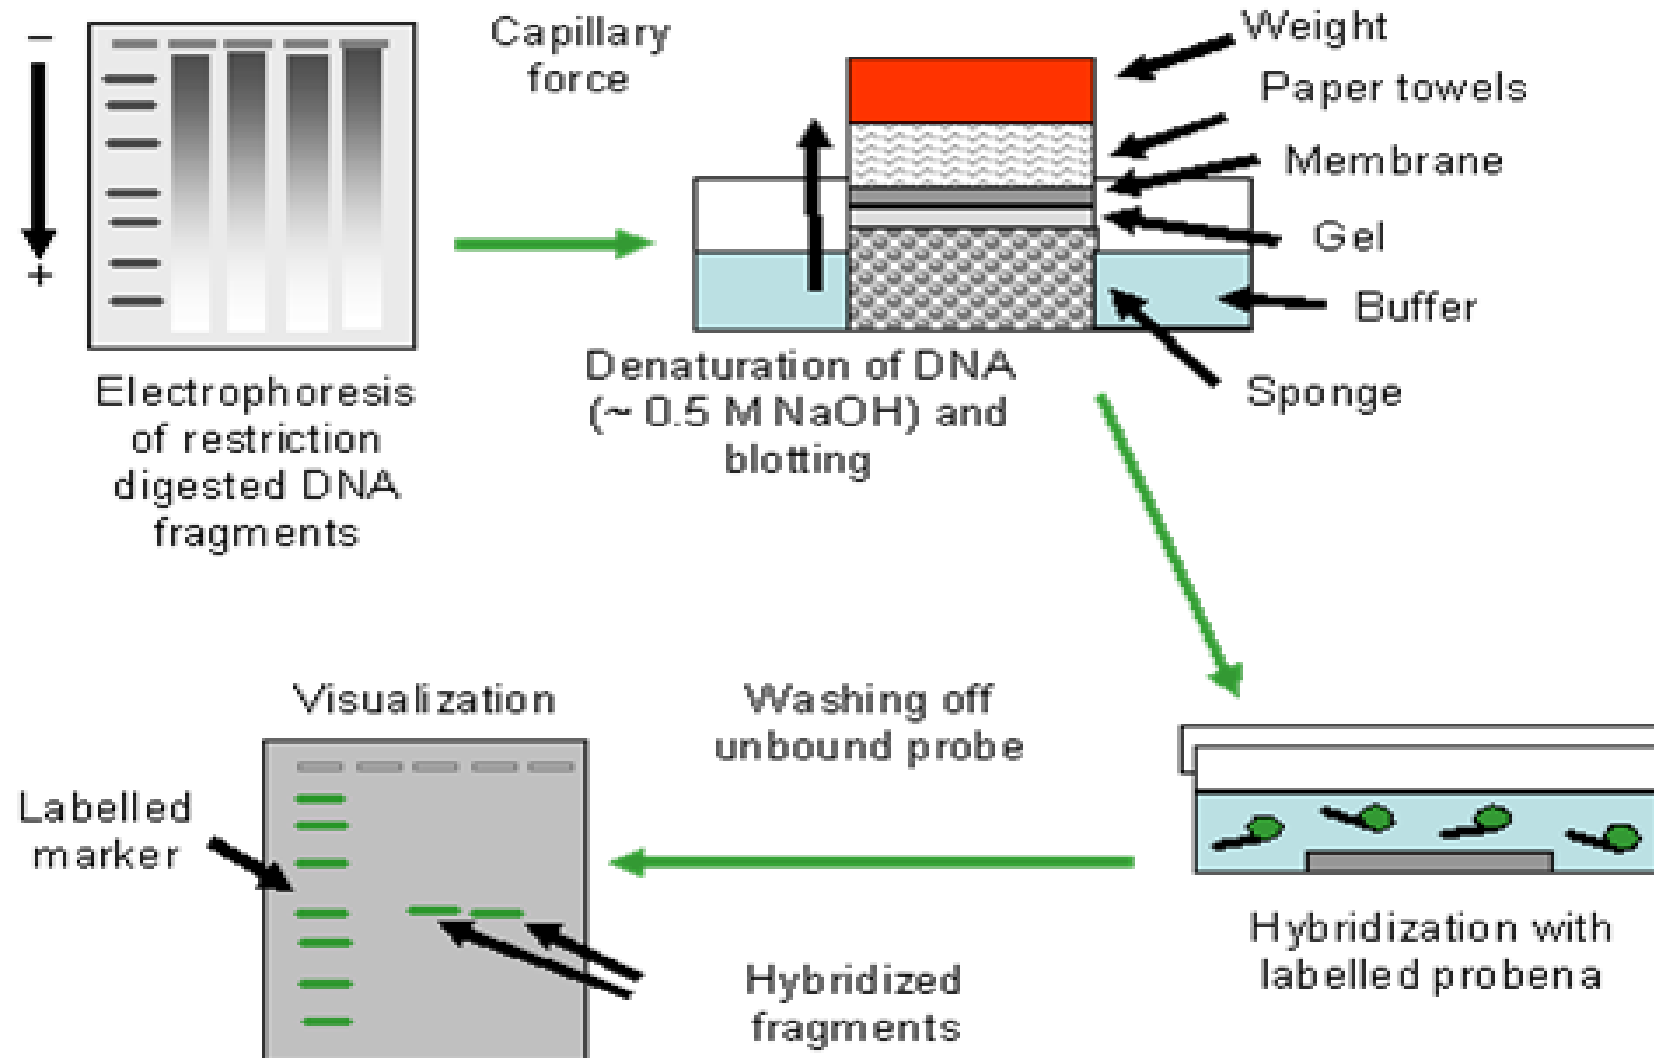 −
+
Electrophoresis
of restriction
digested DNA
fragments
Capillary
force
Weight
Paper towels
Membrane
Gel
Buffer
Sponge
Denaturation of DNA
(~ 0.5 M NaOH) and
blotting
Hybridization with
labelled probena
Washing off
unbound probe
Visualization
Labelled
marker
Hybridized
fragments